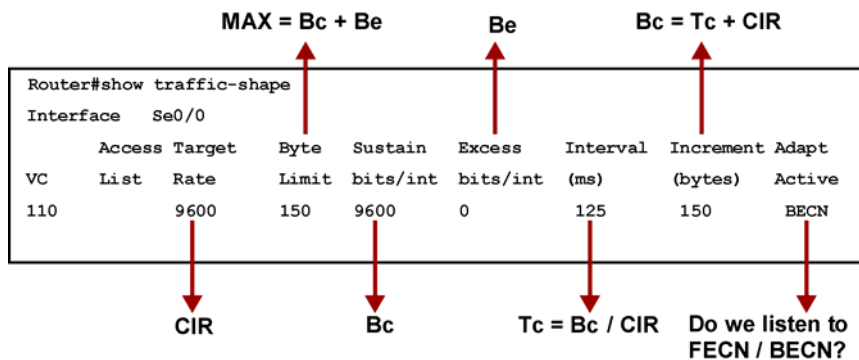 MAX = Bc + Be Be Bc = Tc + CIR
Router#show traffic-shape
Interface Se0/0
Access Target Byte Sustain Excess Interval Increment Adapt
VC List Rate Limit bits/int bits/int (ms) (bytes) Active
110 9600 150 9600 0 125 150 BECN
CIR Bc Tc = Bc / CIR Do we listen to
FECN / BECN?